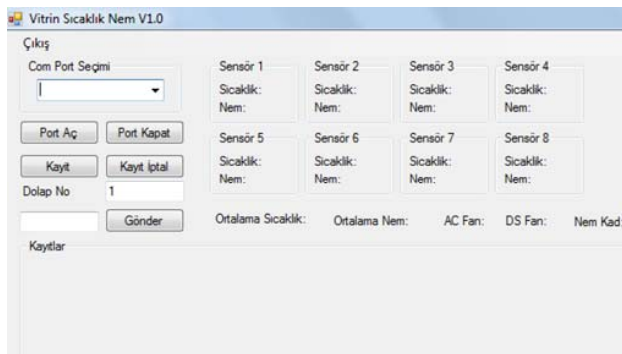 Vitrin Sıcaklık Nem V1.0
Çıkış
Com Port Seçimi
Port Aç Port Kapat
Kayıt Kayıt İptal
Dolap No 1
Gönder
Sensör 1 Sensör 2 Sensör 3 Sensör 4
Sıcaklık: Sıcaklık: Sıcaklık: Sıcaklık:
Nem: Nem: Nem: Nem:
Sensör 5 Sensör 6 Sensör 7 Sensör 8
Sıcaklık: Sıcaklık: Sıcaklık: Sıcaklık:
Nem: Nem: Nem: Nem:
Ortalama Sıcaklık: Ortalama Nem: AC Fan: DS Fan: Nem Kad:
Kayıtlar